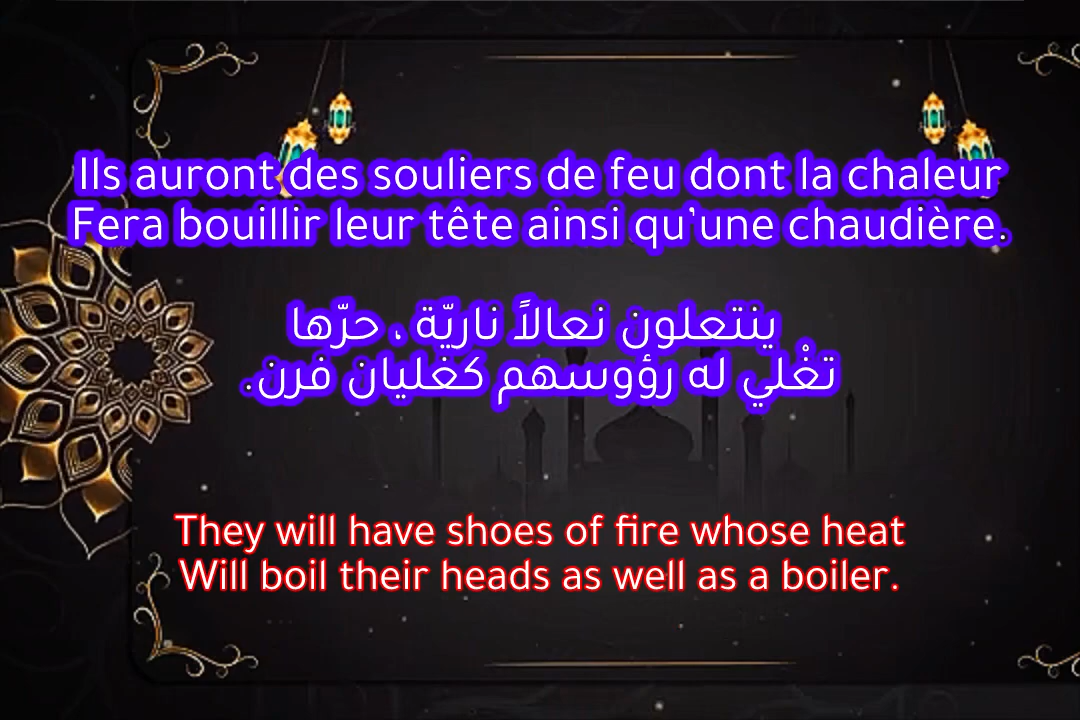 Ils auront des souliers de feu dont la chaleur
Fera bouillir leur tête ainsi qu’une chaudière.
ينتعلون نعالاً ناريّة ، حرّها
تغْلي له رؤوسهم كغليان فرن.
They will have shoes of fire whose heat
Will boil their heads as well as a boiler.